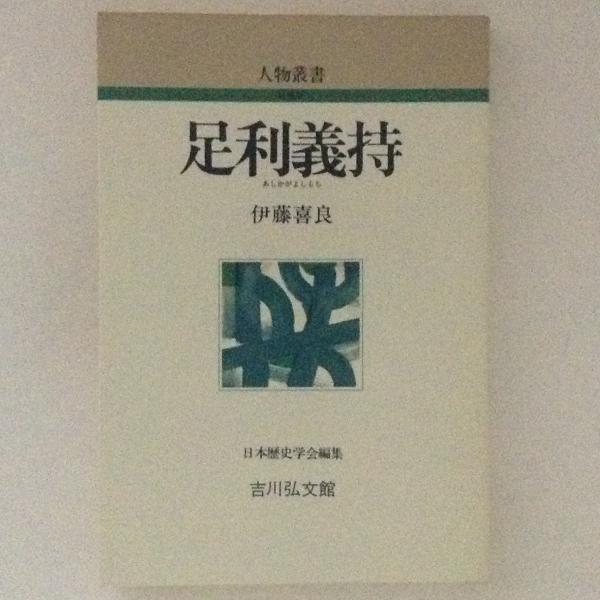 人物叢書
足利義持
あしかがよしもち
伊藤喜良
日本歴史学会編集
吉川弘文館